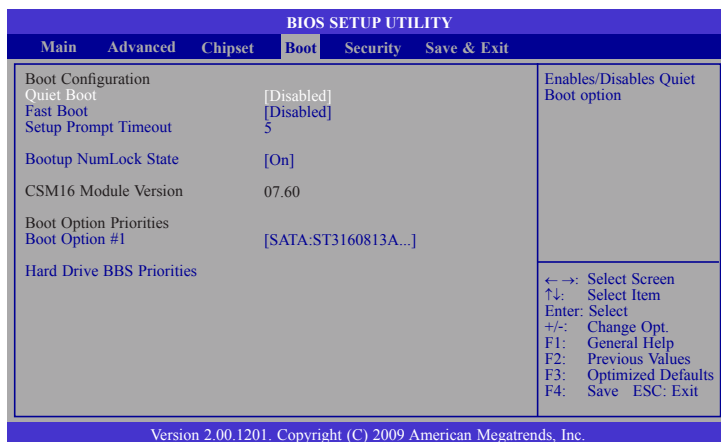 BIOS SETUP UTILITY
Main Advanced Chipset Boot Security Save & Exit
Boot Configuration
Quiet Boot [Disabled]
Fast Boot [Disabled]
Setup Prompt Timeout 5
Bootup NumLock State [On]
CSM16 Module Version 07.60
Boot Option Priorities
Boot Option #1 [SATA:ST3160813A...]
Hard Drive BBS Priorities
Enables/Disables Quiet
Boot option
←→: Select Screen
↑↓: Select Item
Enter: Select
+/-: Change Opt.
F1: General Help
F2: Previous Values
F3: Optimized Defaults
F4: Save ESC: Exit
Version 2.00.1201. Copyright (C) 2009 American Megatrends, Inc.